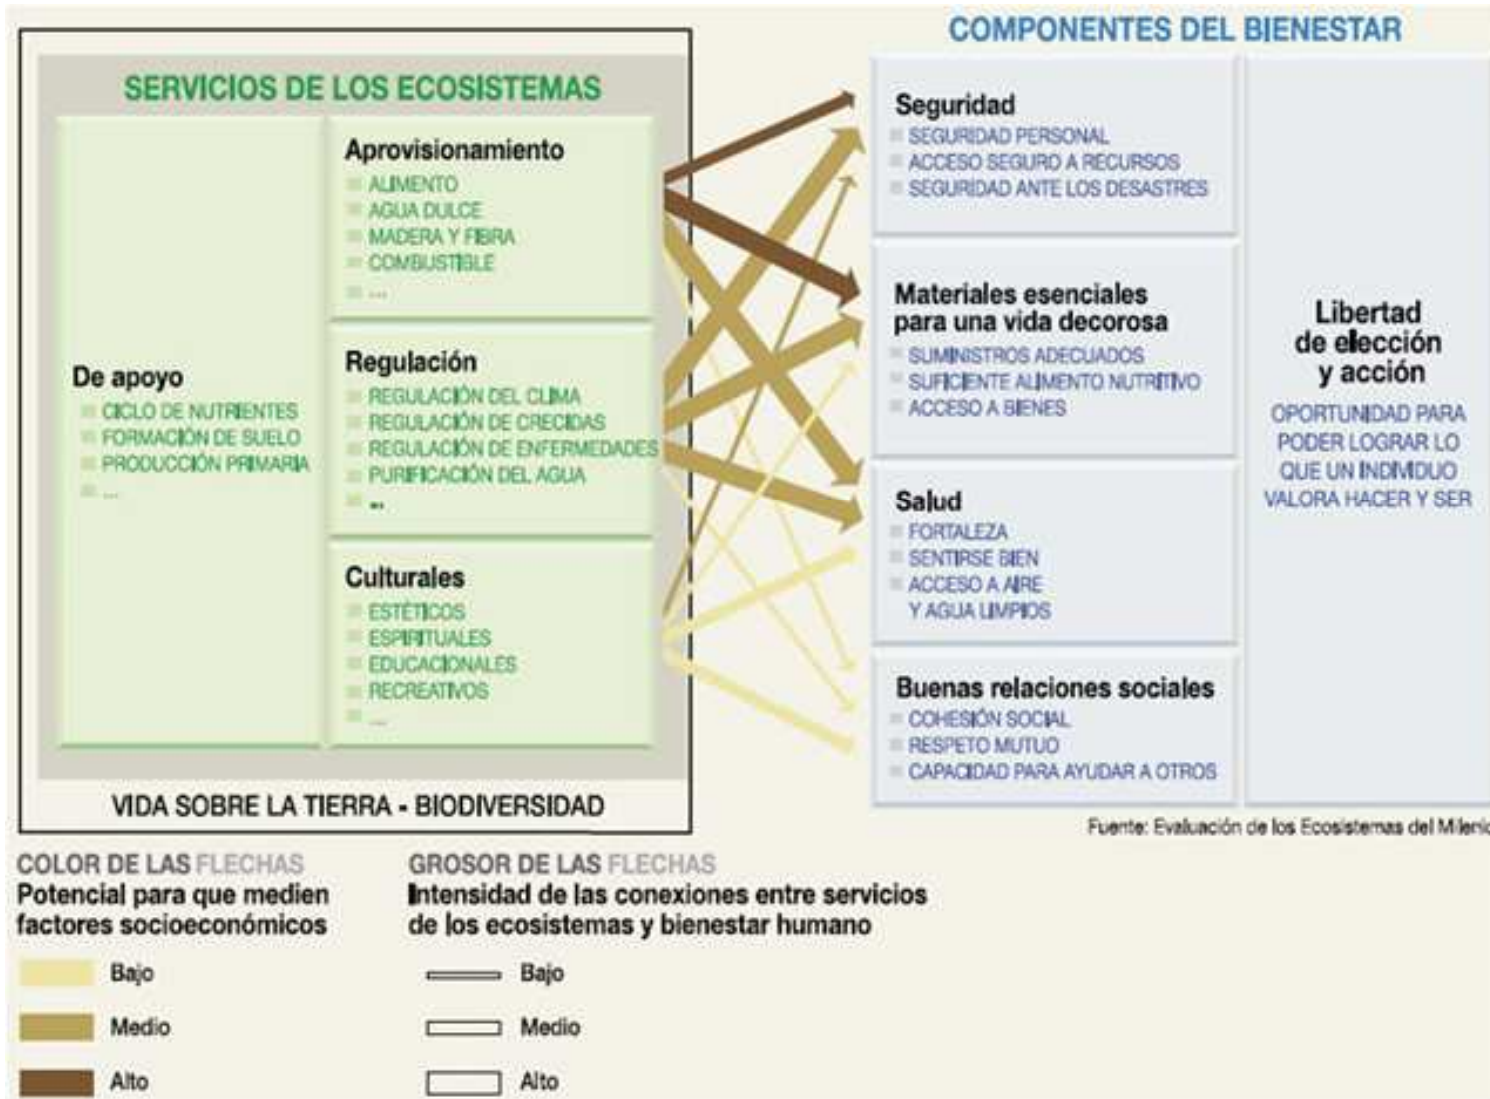 COMPONENTES DEL BIENESTAR
SERVICIOS DE LOS ECOSISTEMAS
De apoyo
CICLO DE NUTRIENTES
FORMACIÓN DE SUELO
PRODUCCIÓN PRIMARIA
...
Aprovisionamiento
ALIMENTO
AGUA DULCE
MADERA Y FIBRA
COMBUSTIBLE
...
Regulación
REGULACIÓN DEL CLIMA
REGULACIÓN DE CRECIDAS
REGULACIÓN DE ENFERMEDADES
PURIFICACIÓN DEL AGUA
...
Culturales
ESTÉTICOS
ESPIRITUALES
EDUCACIONALES
RECREATIVOS
...
VIDA SOBRE LA TIERRA - BIODIVERSIDAD
Seguridad
SEGURIDAD PERSONAL
ACCESO SEGURO A RECURSOS
SEGURIDAD ANTE LOS DESASTRES
Materiales esenciales
para una vida decorosa
SUMINISTROS ADECUADOS
SUFICIENTE ALIMENTO NUTRITIVO
ACCESO A BIENES
Salud
FORTALEZA
SENTIRSE BIEN
ACCESO A AIRE
Y AGUA LIMPIOS
Buenas relaciones sociales
COHESIÓN SOCIAL
RESPETO MUTUO
CAPACIDAD PARA AYUDAR A OTROS
Libertad
de elección
y acción
OPORTUNIDAD PARA
PODER LOGRAR LO
QUE UN INDIVIDUO
VALORA HACER Y SER
Fuente: Evaluación de los Ecosistemas del Milenio
COLOR DE LAS FLECHAS
Potencial para que medien
factores socioeconómicos
Bajo
Medio
Alto
GROSOR DE LAS FLECHAS
Intensidad de las conexiones entre servicios
de los ecosistemas y bienestar humano
Bajo
Medio
Alto